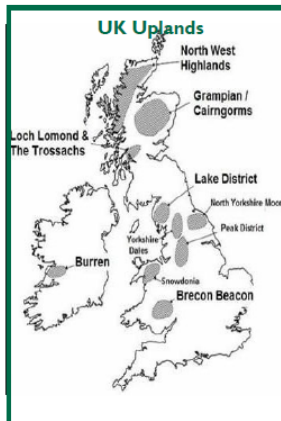 UK Uplands
North West
Highlands
Grampian /
Cairngorms
Loch Lomond &
The Trossachs
Lake District
North Yorkshire Moor
Peak District
Yorkshire
Dales
Burren
Snowdonia
Brecon Beacon